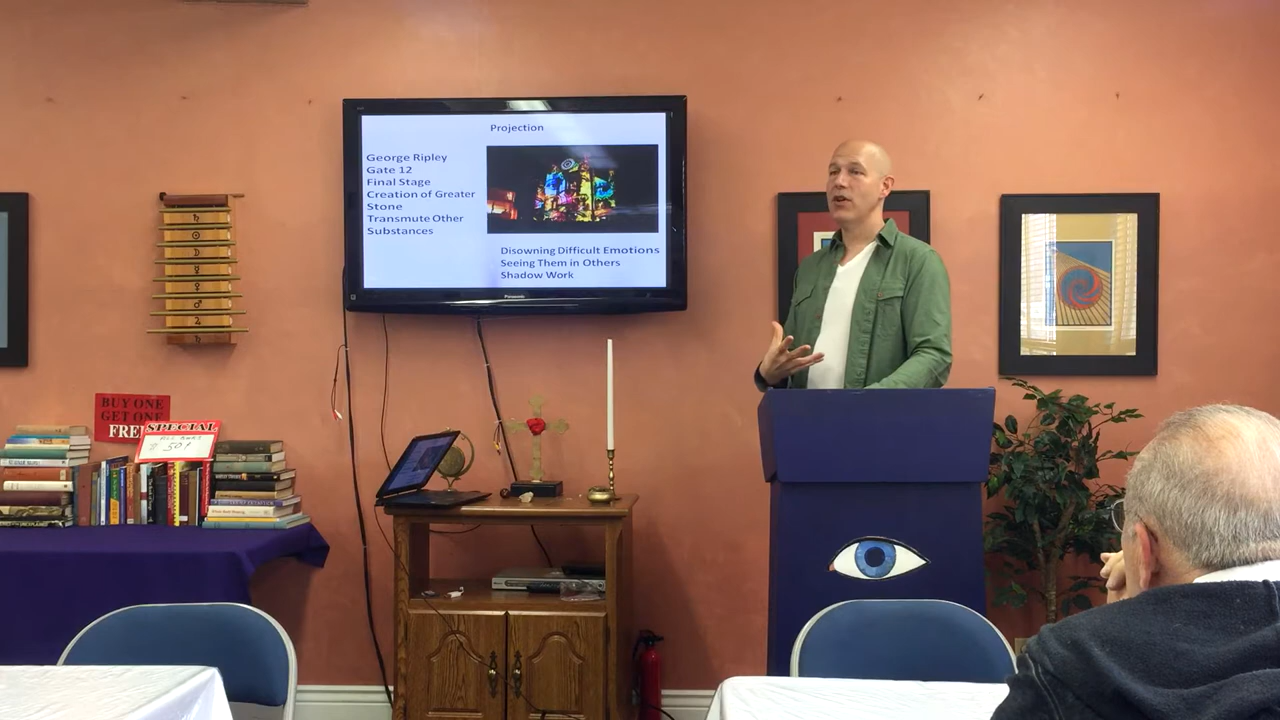 Projection
George Ripley
Gate 12
Final Stage
Creation of Greater
Stone
Transmute Other
Substances
Disowning Difficult Emotions
Seeing Them in Others
Shadow Work
Panasonic
BUY ONE
GET ONE
FREE
SPECIAL